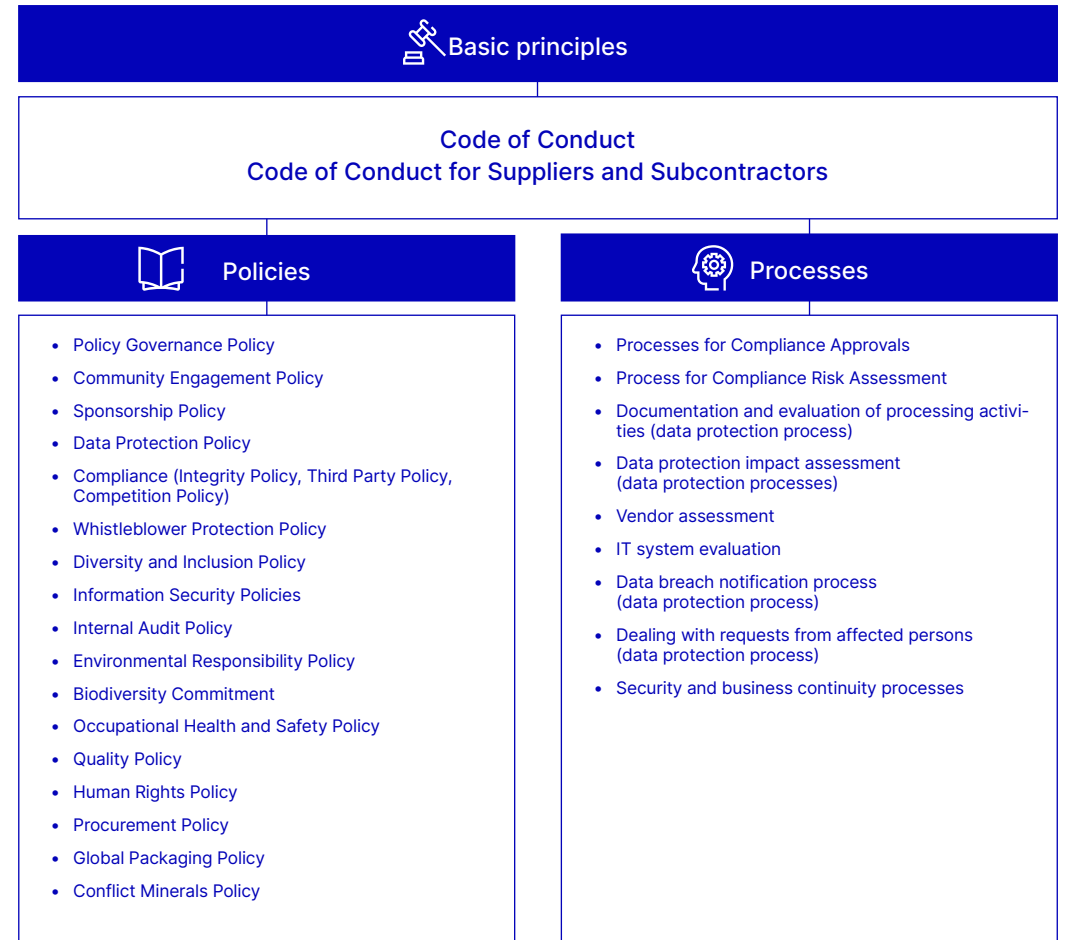 Basic principles
Code of Conduct
Code of Conduct for Suppliers and Subcontractors
Policies
• Policy Governance Policy
• Community Engagement Policy
• Sponsorship Policy
• Data Protection Policy
• Compliance (Integrity Policy, Third Party Policy,
Competition Policy)
• Whistleblower Protection Policy
• Diversity and Inclusion Policy
• Information Security Policies
• Internal Audit Policy
• Environmental Responsibility Policy
• Biodiversity Commitment
• Occupational Health and Safety Policy
• Quality Policy
• Human Rights Policy
• Procurement Policy
• Global Packaging Policy
• Conflict Minerals Policy
Processes
• Processes for Compliance Approvals
• Process for Compliance Risk Assessment
• Documentation and evaluation of processing activi-
ties (data protection process)
• Data protection impact assessment
(data protection processes)
• Vendor assessment
• IT system evaluation
• Data breach notification process
(data protection process)
• Dealing with requests from affected persons
(data protection process)
• Security and business continuity processes